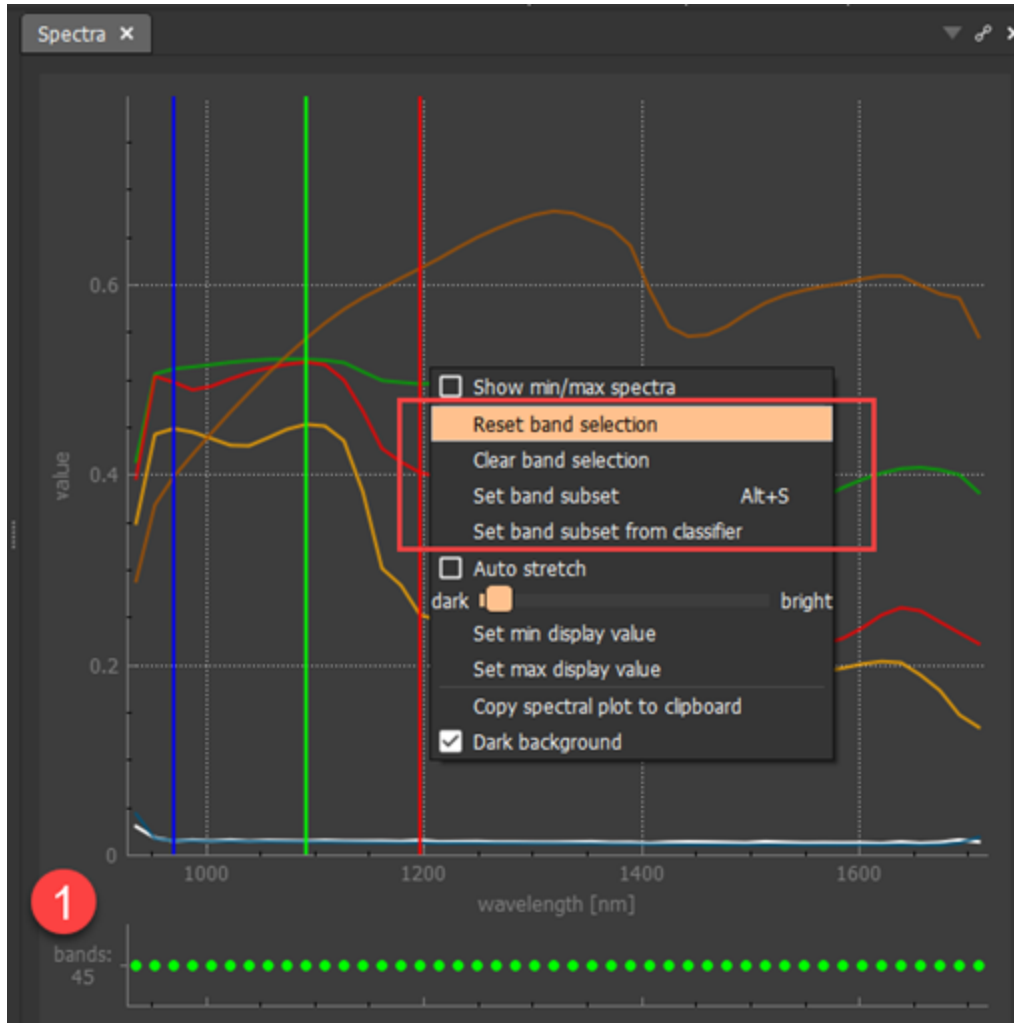 Spectra
value
0.6
0.4
0.2
0
Show min/max spectra
Reset band selection
Clear band selection
Set band subset Alt+S
Set band subset from classifier
Auto stretch
dark bright
Set min display value
Set max display value
Copy spectral plot to clipboard
Dark background
1000 1200 1400 1600
wavelength [nm]
1
bands:
45